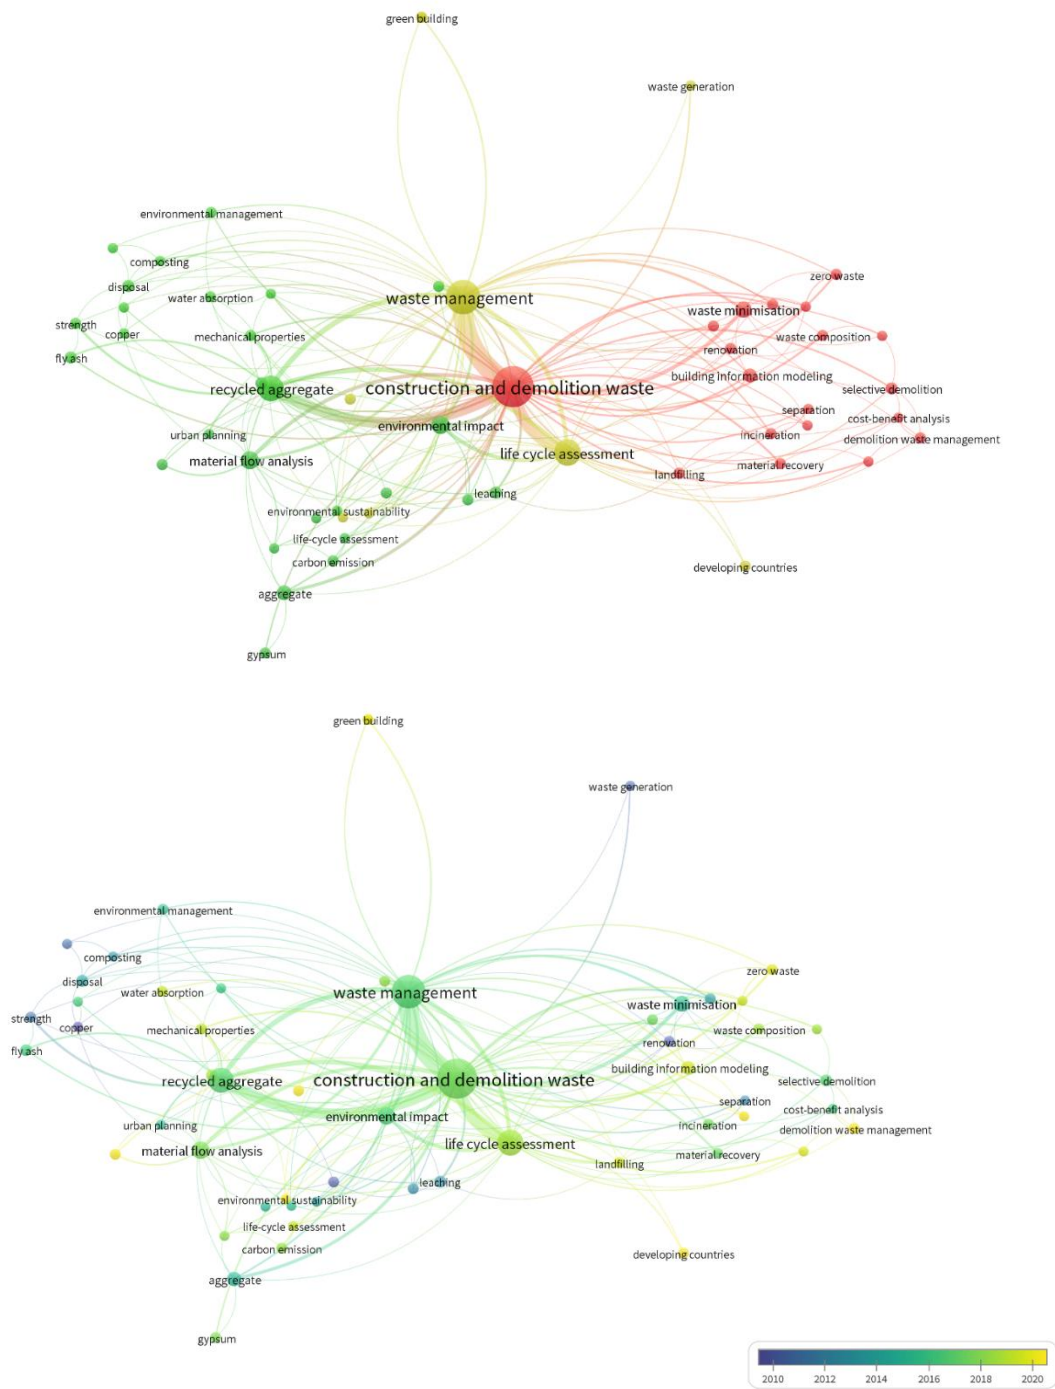 green building
waste generation
environmental management
composting
zero waste
disposal
water absorption
waste management
waste minimisation
strength
copper
mechanical properties
waste composition
renovation
fly ash
building information modeling
recycled aggregate
construction and demolition waste
selective demolition
separation
cost-benefit analysis
environmental impact
urban planning
incineration
demolition waste management
material flow analysis
life cycle assessment
material recovery
landfilling
leaching
environmental sustainability
life-cycle assessment
carbon emission
developing countries
aggregate
gypsum
green building
waste generation
environmental management
composting
zero waste
disposal
water absorption
waste management
waste minimisation
strength
copper
mechanical properties
waste composition
renovation
fly ash
building information modeling
recycled aggregate
construction and demolition waste
selective demolition
separation
cost-benefit analysis
environmental impact
urban planning
incineration
demolition waste management
material flow analysis
life cycle assessment
material recovery
landfilling
leaching
environmental sustainability
life-cycle assessment
carbon emission
developing countries
aggregate
gypsum
2010 2012 2014 2016 2018 2020